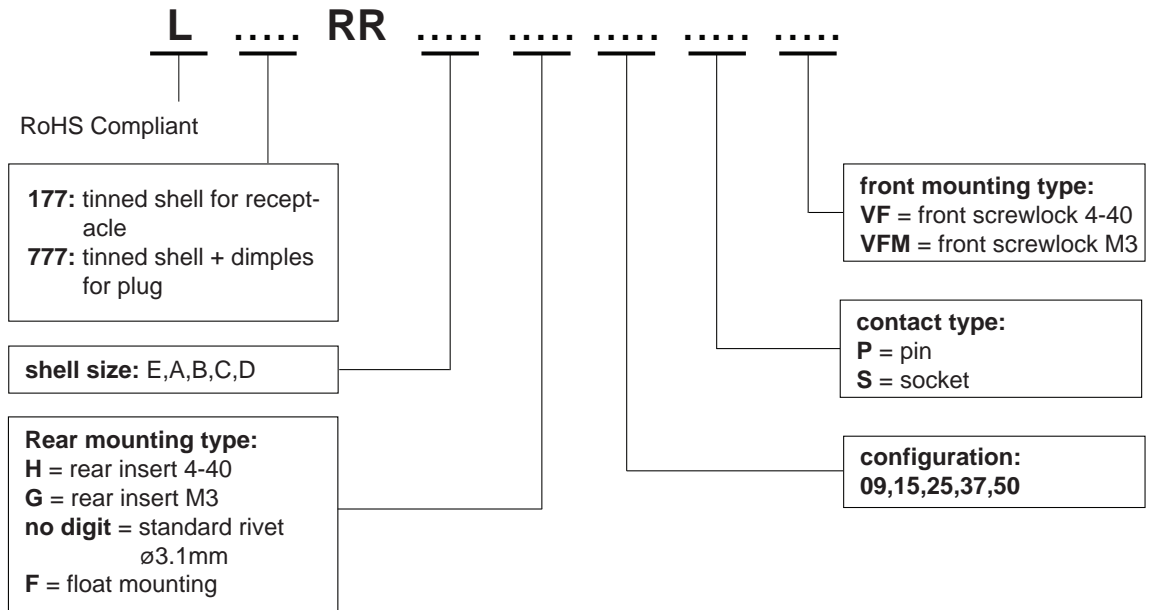 L ..... RR ..... ..... ..... ..... .....
RoHS Compliant
177: tinned shell for recept-
acle
777: tinned shell + dimples
for plug
shell size: E,A,B,C,D
Rear mounting type:
H = rear insert 4-40
G = rear insert M3
no digit = standard rivet
ø3.1mm
F = float mounting
front mounting type:
VF = front screwlock 4-40
VFM = front screwlock M3
contact type:
P = pin
S = socket
configuration:
09,15,25,37,50